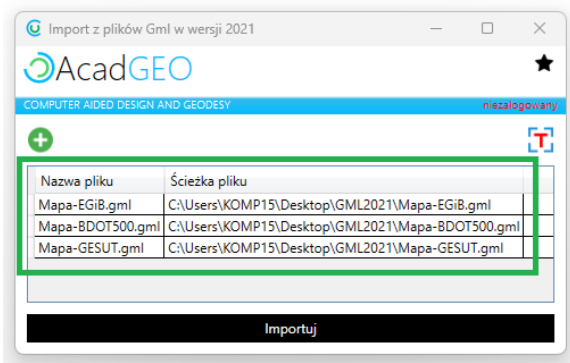 Import z plików Gml w wersji 2021
AcadGEO
COMPUTER AIDED DESIGN AND GEODESY niezalogowany
T
Nazwa pliku Ścieżka pliku
Mapa-EGiB.gml C:\Users\KOMP15\Desktop\GML2021\Mapa-EGiB.gml
Mapa-BDOT500.gml C:\Users\KOMP15\Desktop\GML2021\Mapa-BDOT500.gml
Mapa-GESUT.gml C:\Users\KOMP15\Desktop\GML2021\Mapa-GESUT.gml
Importuj